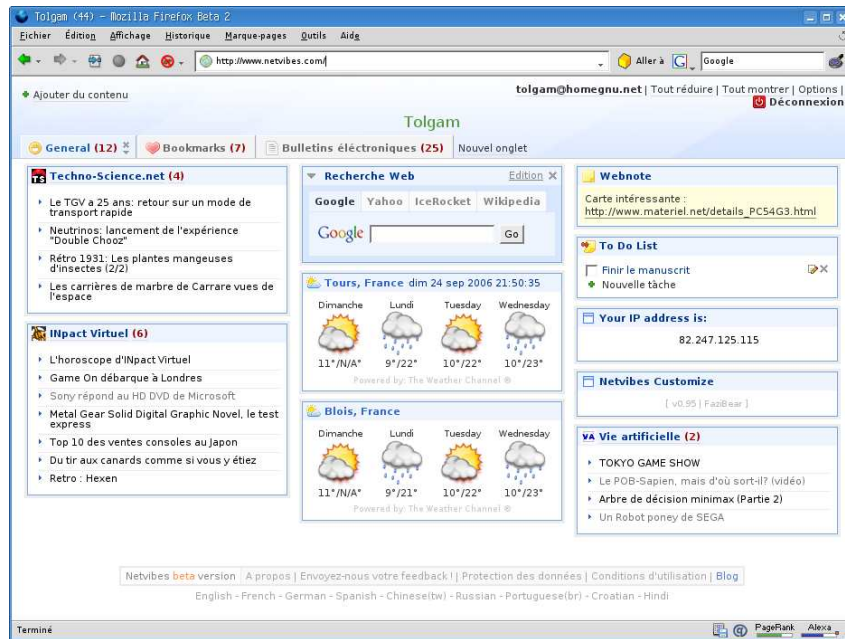 Tolgam (44) - Mozilla Firefox Beta 2
Fichier Édition Affichage Historique Marque-pages Outils Aide
http://www.netvibes.com/ Aller à G Google
Ajouter du contenu
tolgam@homegnu.net | Tout réduire | Tout montrer | Options |
Déconnexion
Tolgam
General (12) Bookmarks (7) Bulletins éléctroniques (25) Nouvel onglet
Techno-Science.net (4)
Le TGV a 25 ans: retour sur un mode de
transport rapide
Neutrinos: lancement de l'expérience
"Double Chooz"
Rétro 1931: Les plantes mangeuses
d'insectes (2/2)
Les carrières de marbre de Carrare vues de
l'espace
INpact Virtuel (6)
L'horoscope d'INpact Virtuel
Game On débarque à Londres
Sony répond au HD DVD de Microsoft
Metal Gear Solid Digital Graphic Novel, le test
express
Top 10 des ventes consoles au Japon
Du tir aux canards comme si vous y étiez
Retro : Hexen
Recherche Web Edition
Google Yahoo IceRocket Wikipedia
Google Go
Tours, France dim 24 sep 2006 21:50:35
Dimanche Lundi Tuesday Wednesday
11°/N/A° 9°/22° 10°/22° 10°/23°
Powered by: The Weather Channel ®
Blois, France
Dimanche Lundi Tuesday Wednesday
11°/N/A° 9°/21° 10°/22° 10°/23°
Powered by: The Weather Channel ®
Webnote
Carte intéressante :
http://www.materiel.net/details_PC54G3.html
To Do List
Finir le manuscrit
Nouvelle tâche
Your IP address is:
82.247.125.115
Netvibes Customize
[ v0.95 | FaziBear ]
VA Vie artificielle (2)
TOKYO GAME SHOW
Le POB-Sapien, mais d'où sort-il? (vidéo)
Arbre de décision minimax (Partie 2)
Un Robot poney de SEGA
Netvibes beta version | A propos | Envoyez-nous votre feedback ! | Protection des données | Conditions d'utilisation | Blog
English - French - German - Spanish - Chinese(tw) - Russian - Portuguese(br) - Croatian - Hindi
Terminé PageRank Alexa